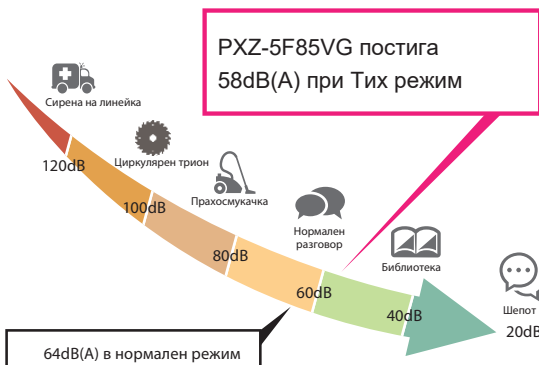 PXZ-5F85VG постига
58dB(A) при Тих режим
Сирена на линейка
120dB
Циркулярен трион
100dB
Прахосмукачка
80dB
Нормален
разговор
60dB
Библиотека
40dB
Шепот
20dB
64dB(A) в нормален режим